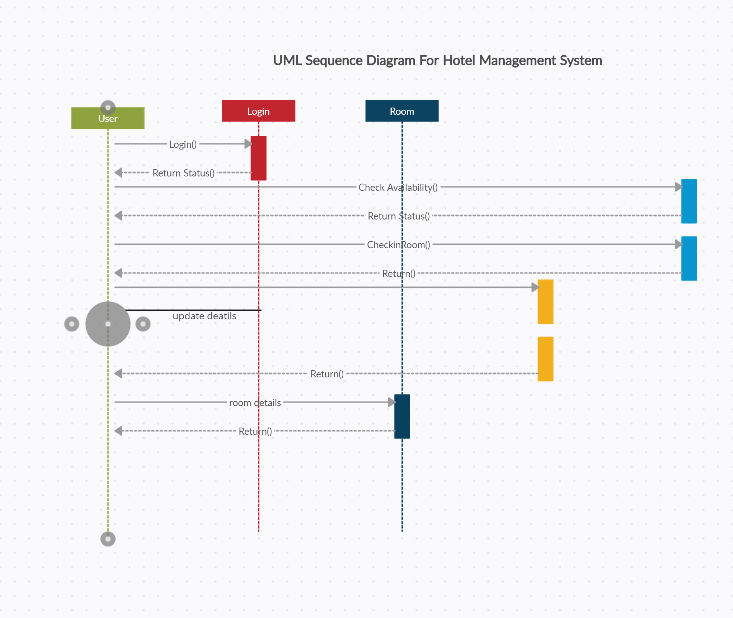 UML Sequence Diagram For Hotel Management System
User
Login
Room
Login()
Return Status()
Check Availability()
Return Status()
CheckinRoom()
Return()
update deatils
Return()
room details
Return()